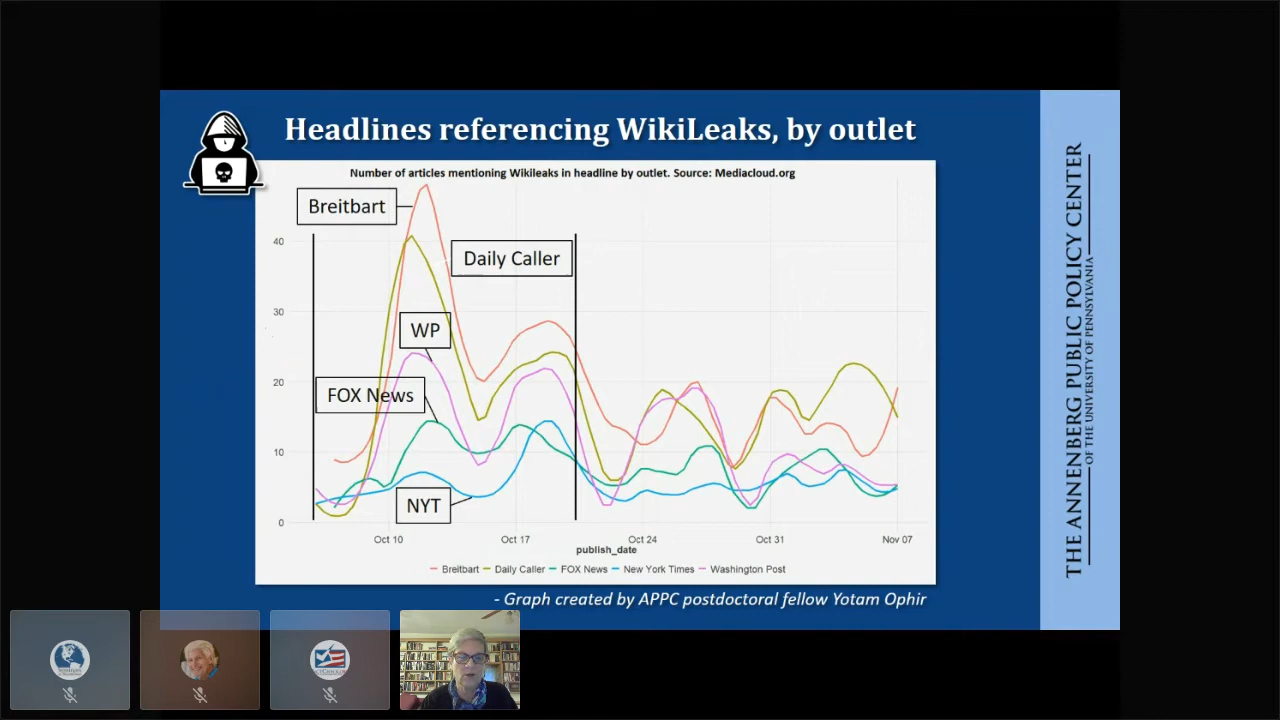 Headlines referencing WikiLeaks, by outlet
Number of articles mentioning Wikileaks in headline by outlet. Source: Mediacloud.org
Breitbart
Daily Caller
WP
FOX News
NYT
40
30
20
10
0
Oct 10
Oct 17
Oct 24
Oct 31
Nov 07
publish_date
Breitbart
Daily Caller
FOX News
New York Times
Washington Post
- Graph created by APPC postdoctoral fellow Yotam Ophir
THE ANNENBERG PUBLIC POLICY CENTER
OF THE UNIVERSITY OF PENNSYLVANIA